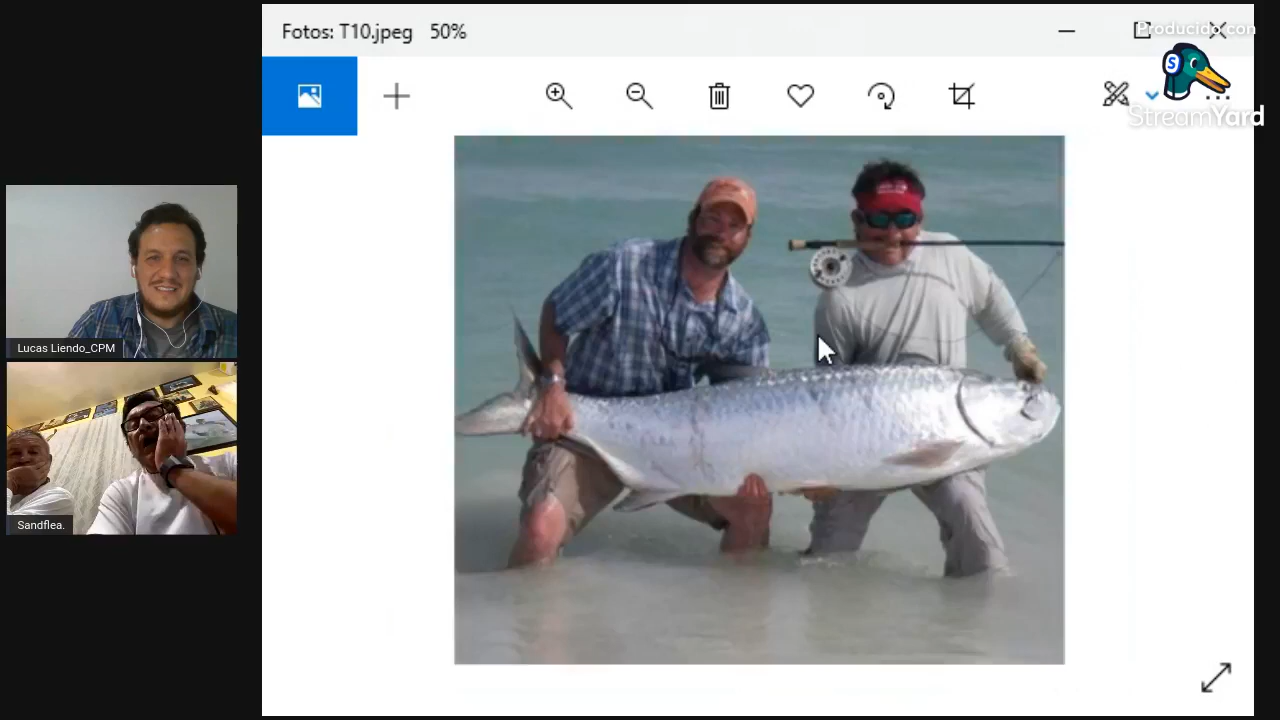 Fotos: T10.jpeg 50%
Producido con
S
StreamYard
Lucas Liendo_CPM
Sandflea.